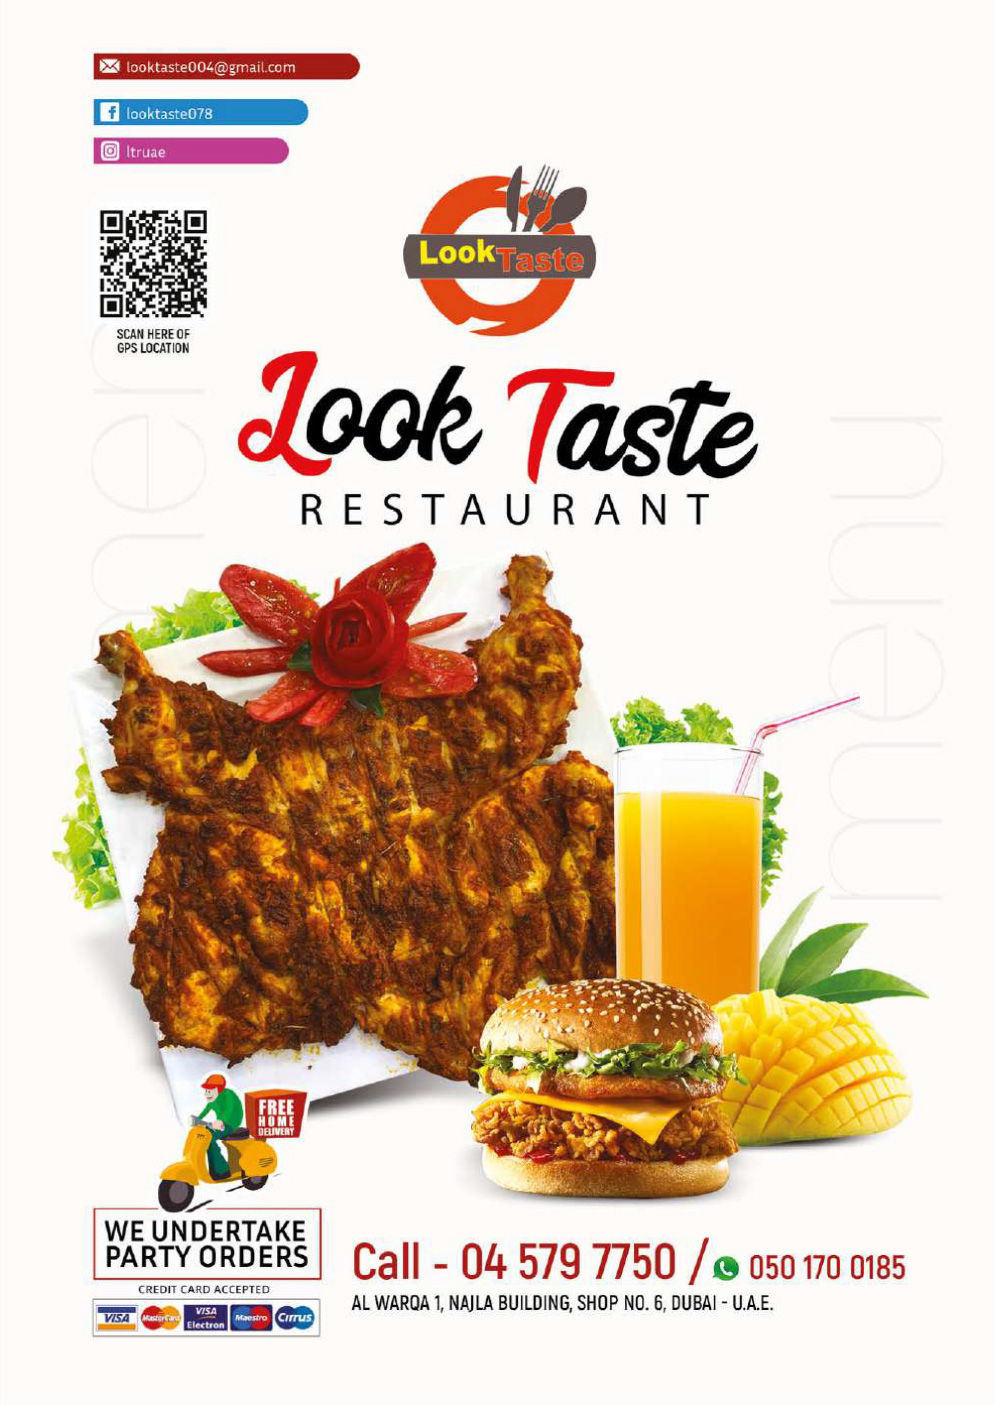 looktaste004@gmail.com
looktaste078
ltruae
SCAN HERE OF
GPS LOCATION
Look Taste
Look Taste
RESTAURANT
menu
menu
FREE
HOME
DELIVERY
WE UNDERTAKE
PARTY ORDERS
CREDIT CARD ACCEPTED
VISA
MasterCard
VISA
Electron
Maestro
Cirrus
Call - 04 579 7750 / 050 170 0185
AL WARQA 1, NAJLA BUILDING, SHOP NO. 6, DUBAI - U.A.E.